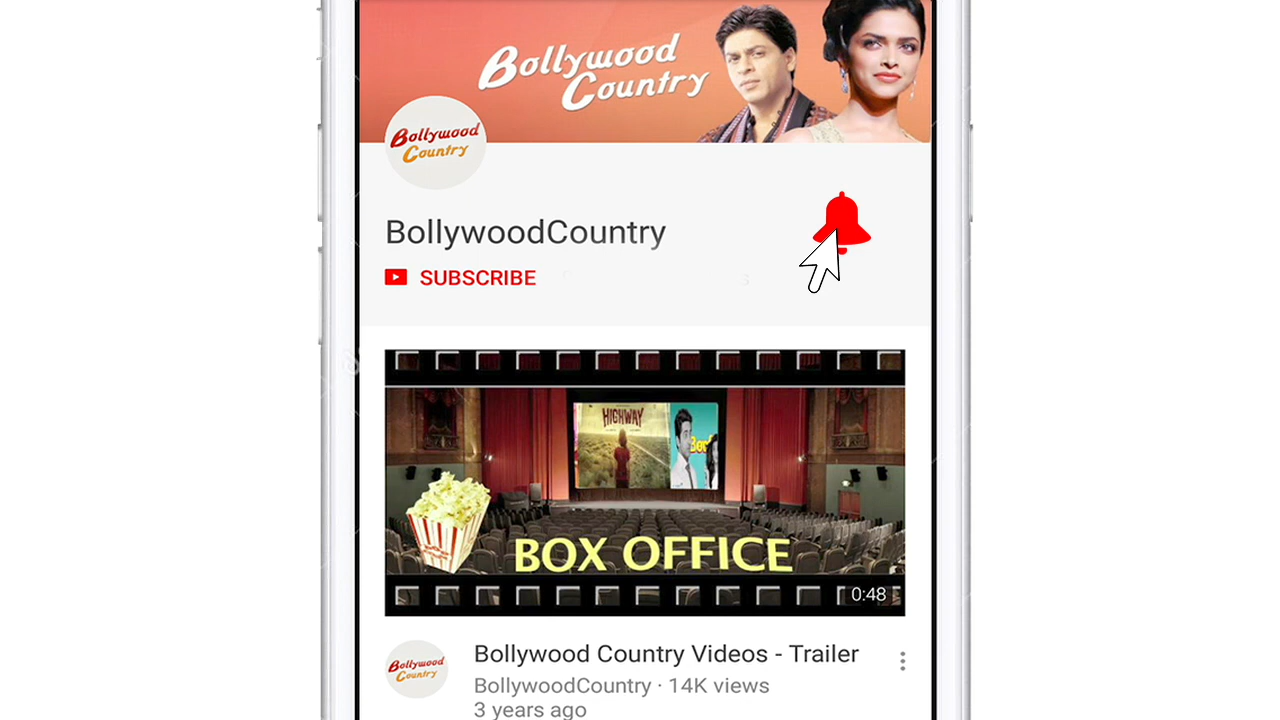 Bollywood
Country
Bollywood
Country
BollywoodCountry
SUBSCRIBE
HIGHWAY
BOX OFFICE
0:48
Bollywood Country Videos - Trailer
Bollywood
Country
BollywoodCountry · 14K views
3 years ago